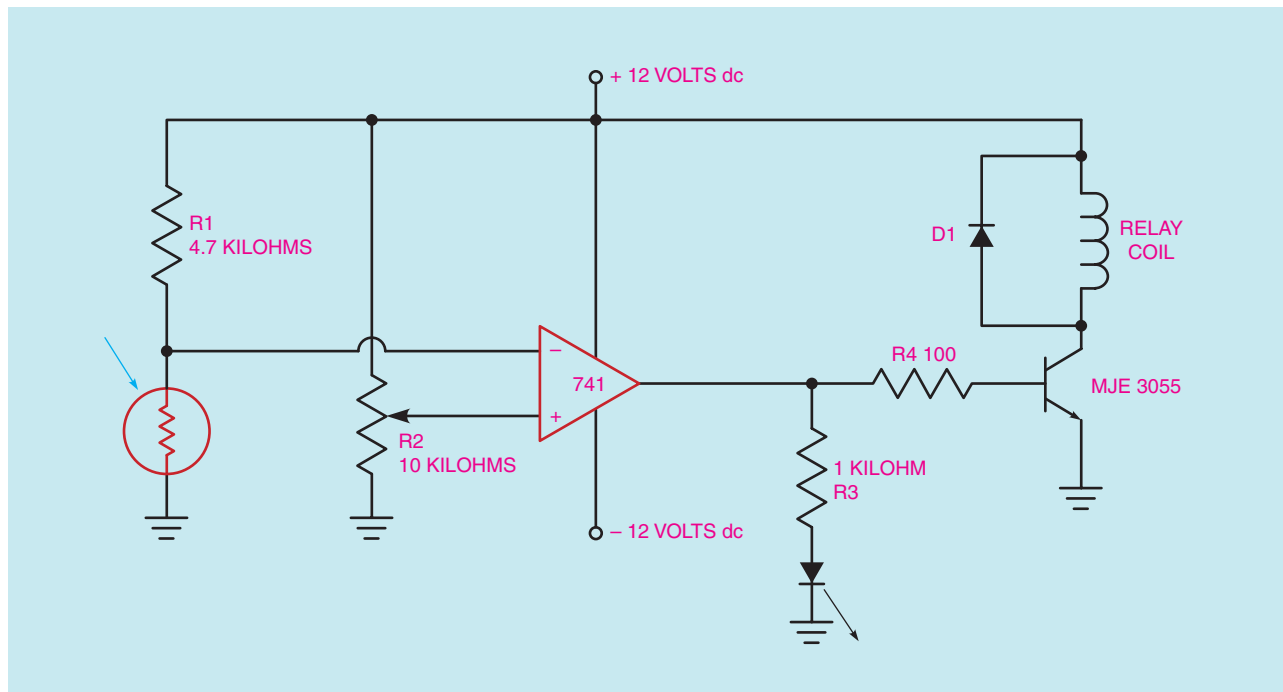 + 12 VOLTS dc
R1
4.7 KILOHMS
D1
RELAY
COIL
–
741
+
R4 100
MJE 3055
R2
10 KILOHMS
1 KILOHM
R3
– 12 VOLTS dc